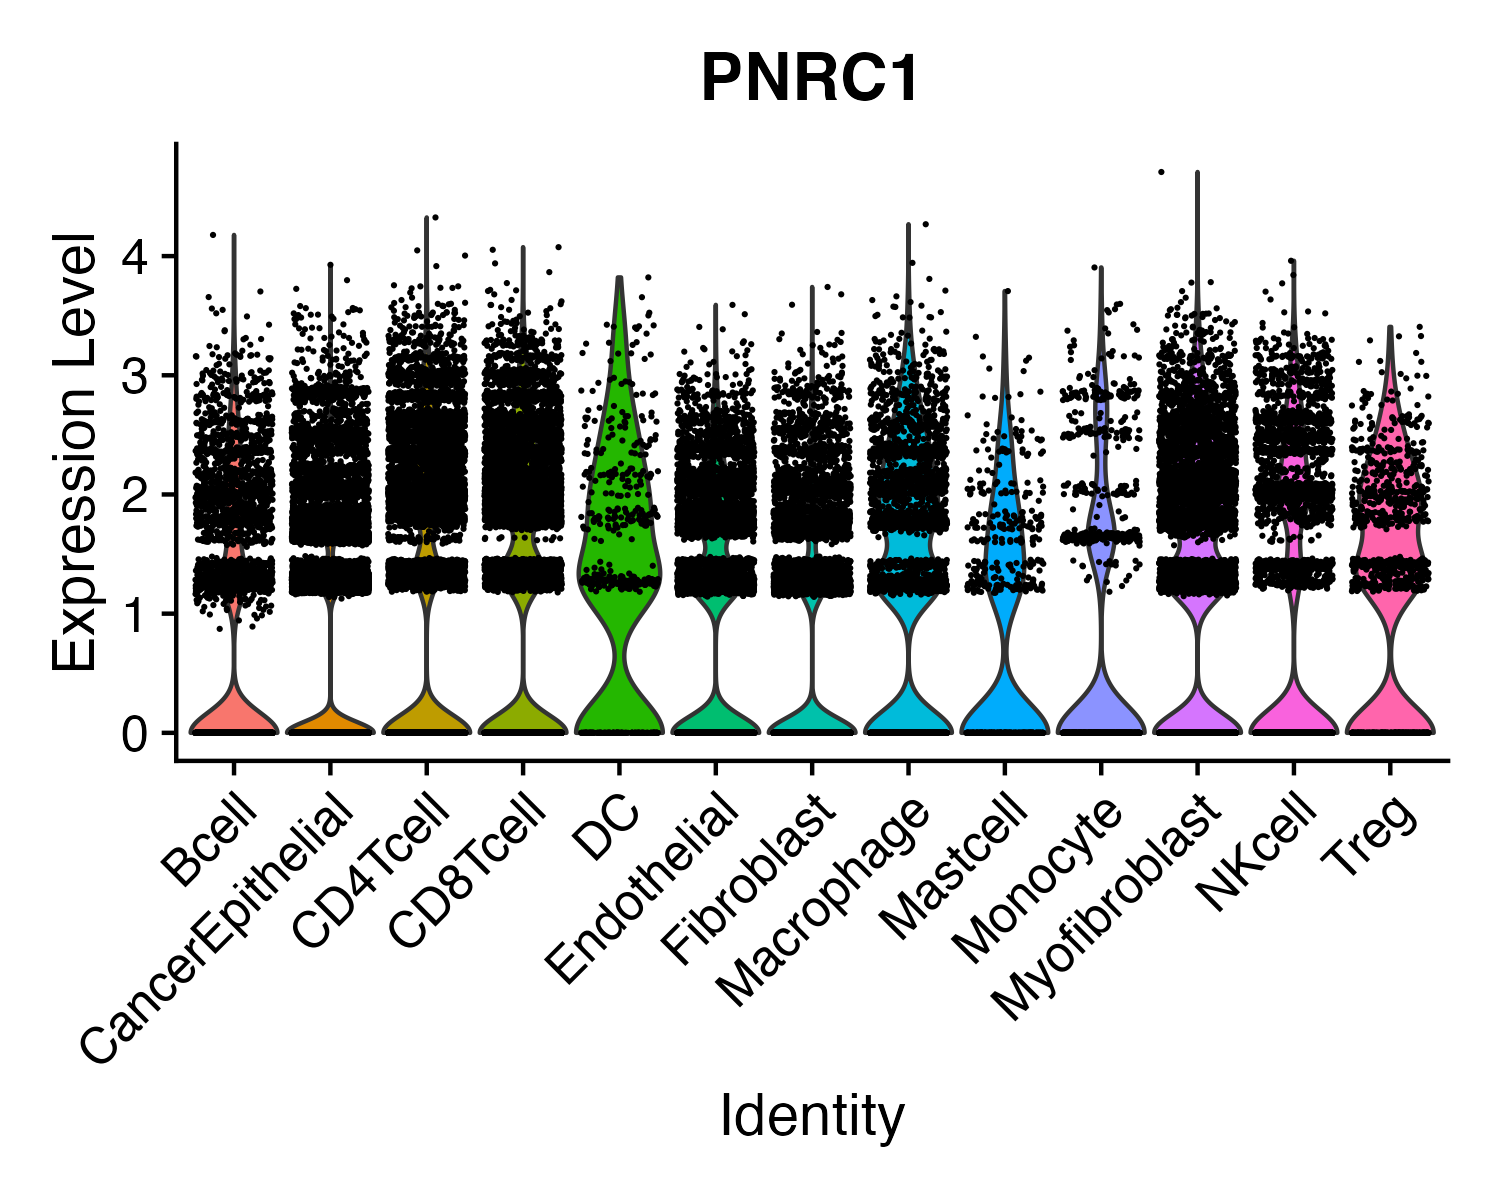 PNRC1
Expression Level
4
3
2
1
0
Bcell
CancerEpithelial
CD4Tcell
CD8Tcell
DC
Endothelial
Fibroblast
Macrophage
Mastcell
Monocyte
Myofibroblast
NKcell
Treg
Identity